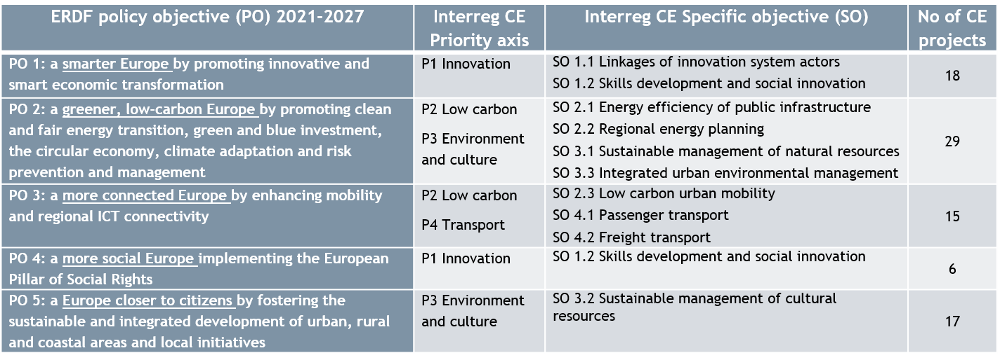 ERDF policy objective (PO) 2021-2027
Interreg CE
Priority axis
Interreg CE Specific objective (SO)
No of CE
projects
PO 1: a smarter Europe by promoting innovative and
smart economic transformation
P1 Innovation
SO 1.1 Linkages of innovation system actors
SO 1.2 Skills development and social innovation
18
PO 2: a greener, low-carbon Europe by promoting clean
and fair energy transition, green and blue investment,
the circular economy, climate adaptation and risk
prevention and management
P2 Low carbon
P3 Environment
and culture
SO 2.1 Energy efficiency of public infrastructure
SO 2.2 Regional energy planning
SO 3.1 Sustainable management of natural resources
SO 3.3 Integrated urban environmental management
29
PO 3: a more connected Europe by enhancing mobility
and regional ICT connectivity
P2 Low carbon
P4 Transport
SO 2.3 Low carbon urban mobility
SO 4.1 Passenger transport
SO 4.2 Freight transport
15
PO 4: a more social Europe implementing the European
Pillar of Social Rights
P1 Innovation
SO 1.2 Skills development and social innovation
6
PO 5: a Europe closer to citizens by fostering the
sustainable and integrated development of urban, rural
and coastal areas and local initiatives
P3 Environment
and culture
SO 3.2 Sustainable management of cultural
resources
17